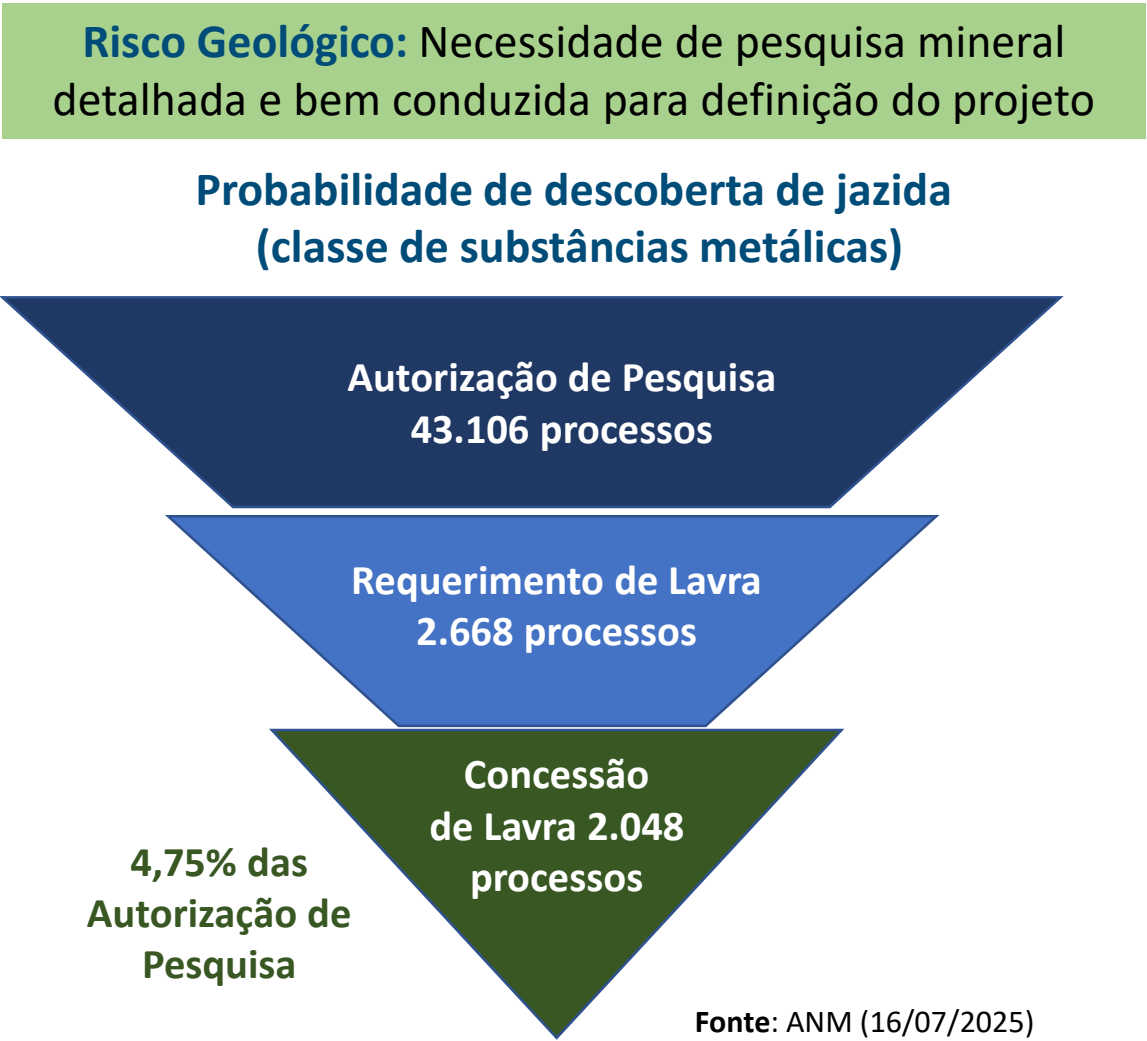 Risco Geológico: Necessidade de pesquisa mineral
detalhada e bem conduzida para definição do projeto
Probabilidade de descoberta de jazida
(classe de substâncias metálicas)
Autorização de Pesquisa
43.106 processos
Requerimento de Lavra
2.668 processos
Concessão
de Lavra 2.048
processos
4,75% das
Autorização de
Pesquisa
Fonte: ANM (16/07/2025)